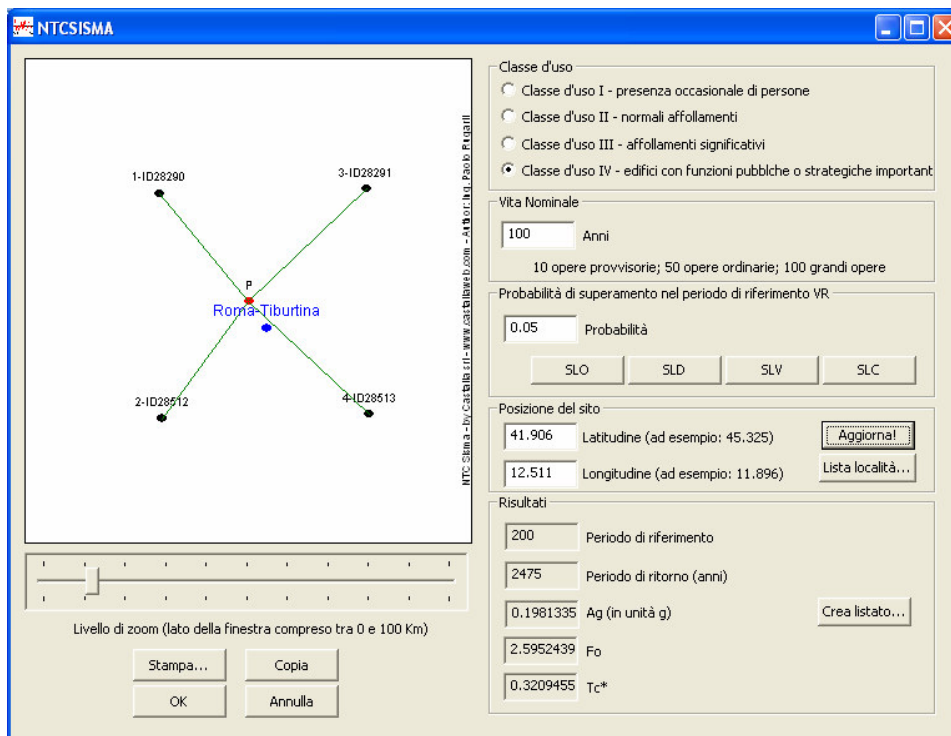 NTCSISMA
1-ID28290
3-ID28291
P
Roma-Tiburtina
2-ID28512
4-ID28513
NTC Sisma - by Castalia srl - www.castaliaweb.com - Author: Ing. Paolo Rugarli
Livello di zoom (lato della finestra compreso tra 0 e 100 Km)
Stampa...
Copia
OK
Annulla
Classe d'uso
Classe d'uso I - presenza occasionale di persone
Classe d'uso II - normali affollamenti
Classe d'uso III - affollamenti significativi
Classe d'uso IV - edifici con funzioni pubblche o strategiche important
Vita Nominale
100 Anni
10 opere provvisorie; 50 opere ordinarie; 100 grandi opere
Probabilità di superamento nel periodo di riferimento VR
0.05 Probabilità
SLO SLD SLV SLC
Posizione del sito
41.906 Latitudine (ad esempio: 45.325) Aggiorna!
12.511 Longitudine (ad esempio: 11.896) Lista località...
Risultati
200 Periodo di riferimento
2475 Periodo di ritorno (anni)
0.1981335 Ag (in unità g) Crea listato...
2.5952439 Fo
0.3209455 Tc*